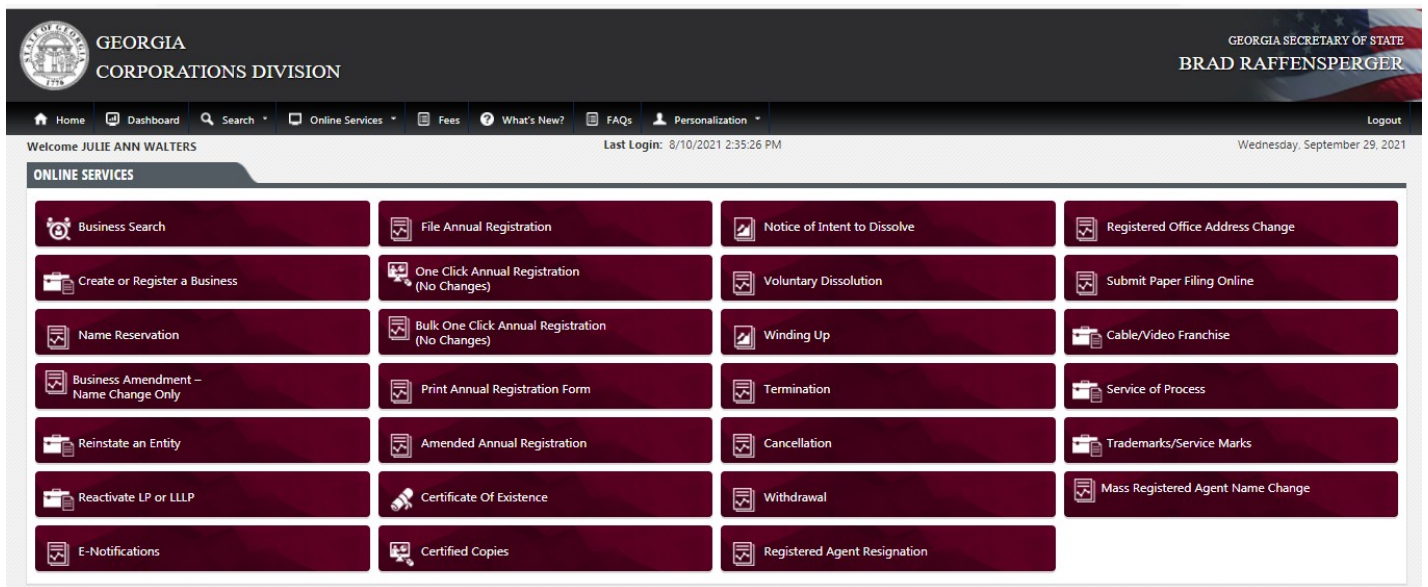 GEORGIA
CORPORATIONS DIVISION
GEORGIA SECRETARY OF STATE
BRAD RAFFENSPERGER
Home Dashboard Search Online Services Fees What's New? FAQs Personalization Logout
Welcome JULIE ANN WALTERS Last Login: 8/10/2021 2:35:26 PM Wednesday, September 29, 2021
ONLINE SERVICES
Business Search
Create or Register a Business
Name Reservation
Business Amendment –
Name Change Only
Reinstate an Entity
Reactivate LP or LLLP
E-Notifications
File Annual Registration
One Click Annual Registration
(No Changes)
Bulk One Click Annual Registration
(No Changes)
Print Annual Registration Form
Amended Annual Registration
Certificate Of Existence
Certified Copies
Notice of Intent to Dissolve
Voluntary Dissolution
Winding Up
Termination
Cancellation
Withdrawal
Registered Agent Resignation
Registered Office Address Change
Submit Paper Filing Online
Cable/Video Franchise
Service of Process
Trademarks/Service Marks
Mass Registered Agent Name Change